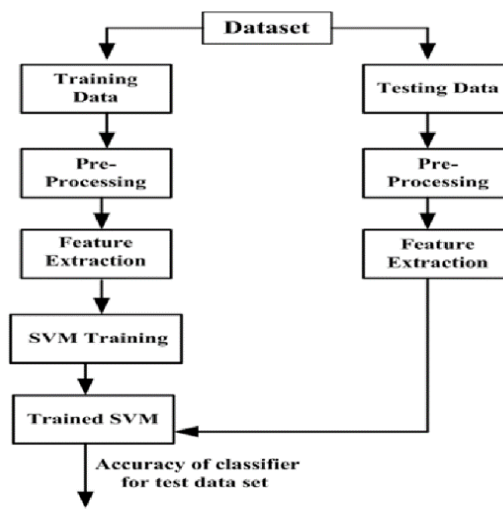 Dataset
Training
Data
Testing Data
Pre-
Processing
Pre-
Processing
Feature
Extraction
Feature
Extraction
SVM Training
Trained SVM
Accuracy of classifier
for test data set